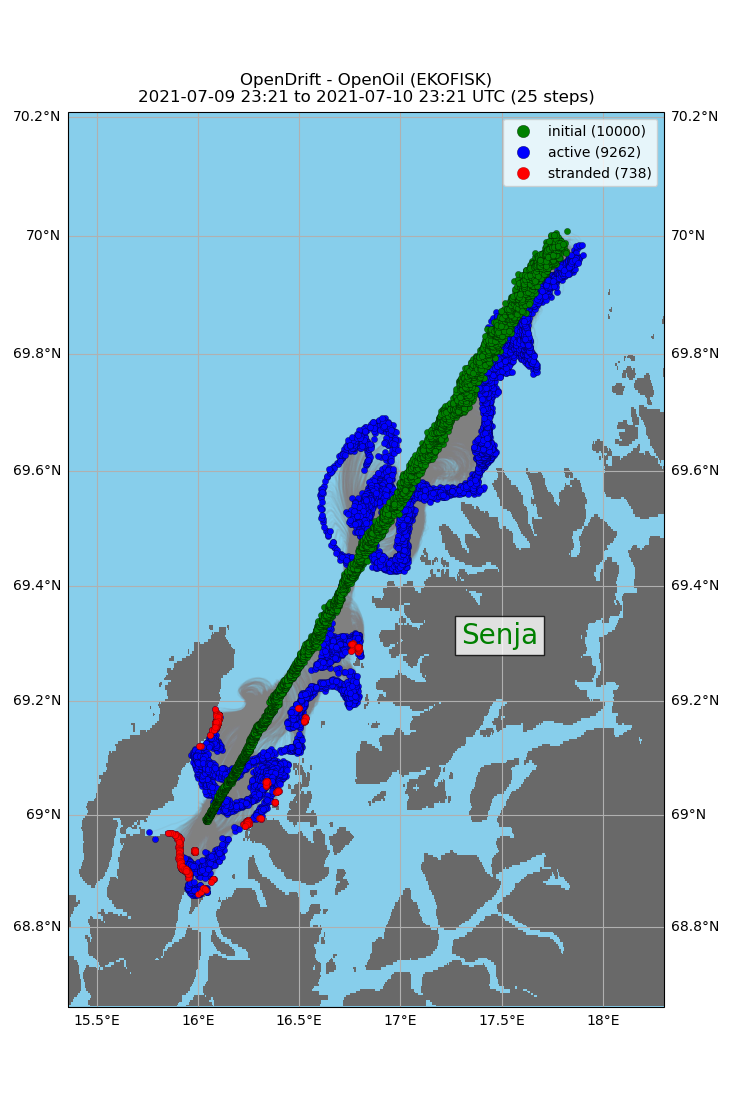 OpenDrift - OpenOil (EKOFISK)
2021-07-09 23:21 to 2021-07-10 23:21 UTC (25 steps)
70.2°N 70.2°N
initial (10000)
active (9262)
stranded (738)
70°N 70°N
69.8°N 69.8°N
69.6°N 69.6°N
69.4°N 69.4°N
Senja
69.2°N 69.2°N
69°N 69°N
68.8°N 68.8°N
15.5°E 16°E 16.5°E 17°E 17.5°E 18°E